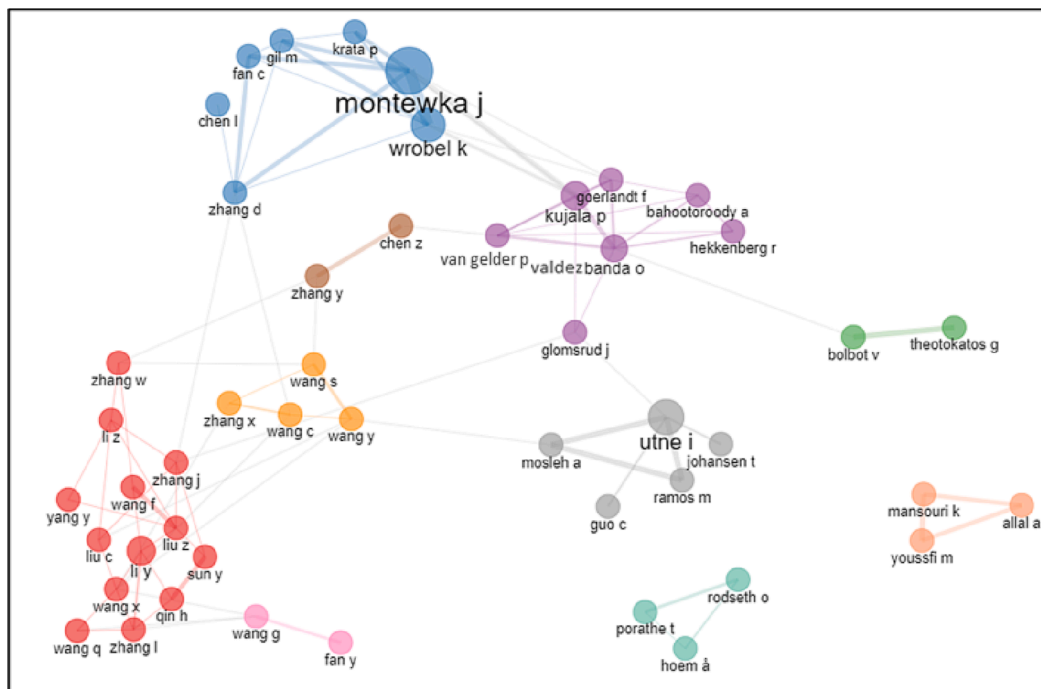 krata p
gil m
fan c
montewka j
chen l
wrobel k
zhang d
goerlandt f
kujala p
bahootoroody a
chen z
van gelder p
valdez banda o
hekkenberg r
zhang y
glomsrud j
bolbot v
theotokatos g
zhang w
wang s
zhang x
wang c
wang y
li z
utne i
mosleh a
johansen t
zhang j
wang f
ramos m
yang y
guo c
mansouri k
allal a
liu z
liu c
li y
sun y
youssfi m
wang x
qin h
rodseth o
wang q
zhang l
wang g
porathe t
fan y
hoem å